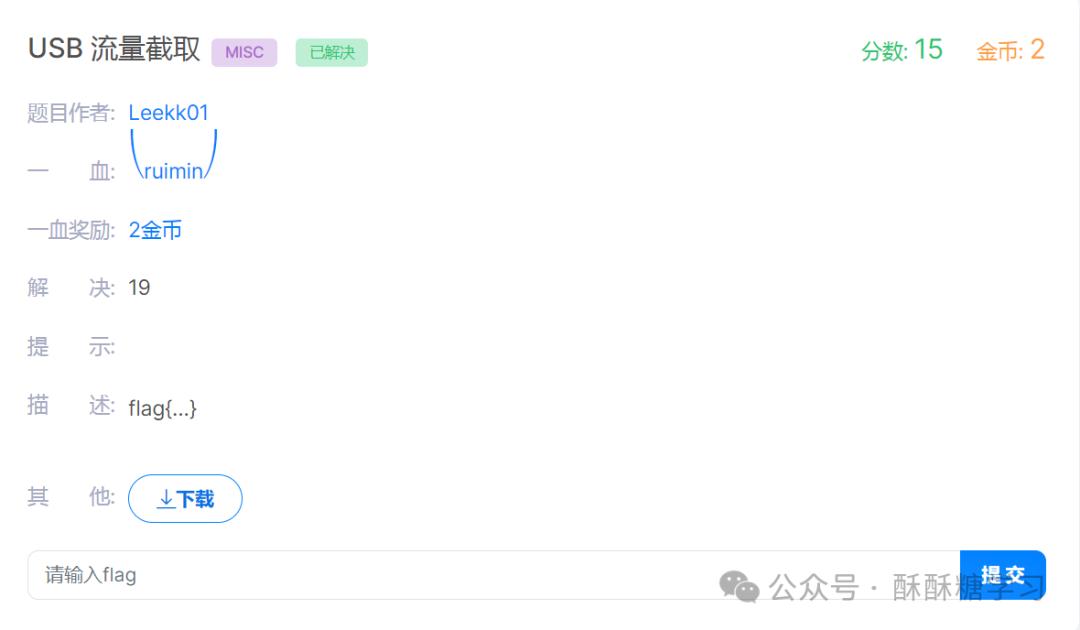 USB 流量截取 MISC 已解决 分数: 15 金币: 2
题目作者: Leekk01
一 血: \ruimin/
一血奖励: 2金币
解 决: 19
提 示:
描 述: flag{...}
其 他: 下载
请输入flag 提交
公众号 · 酥酥糖学习